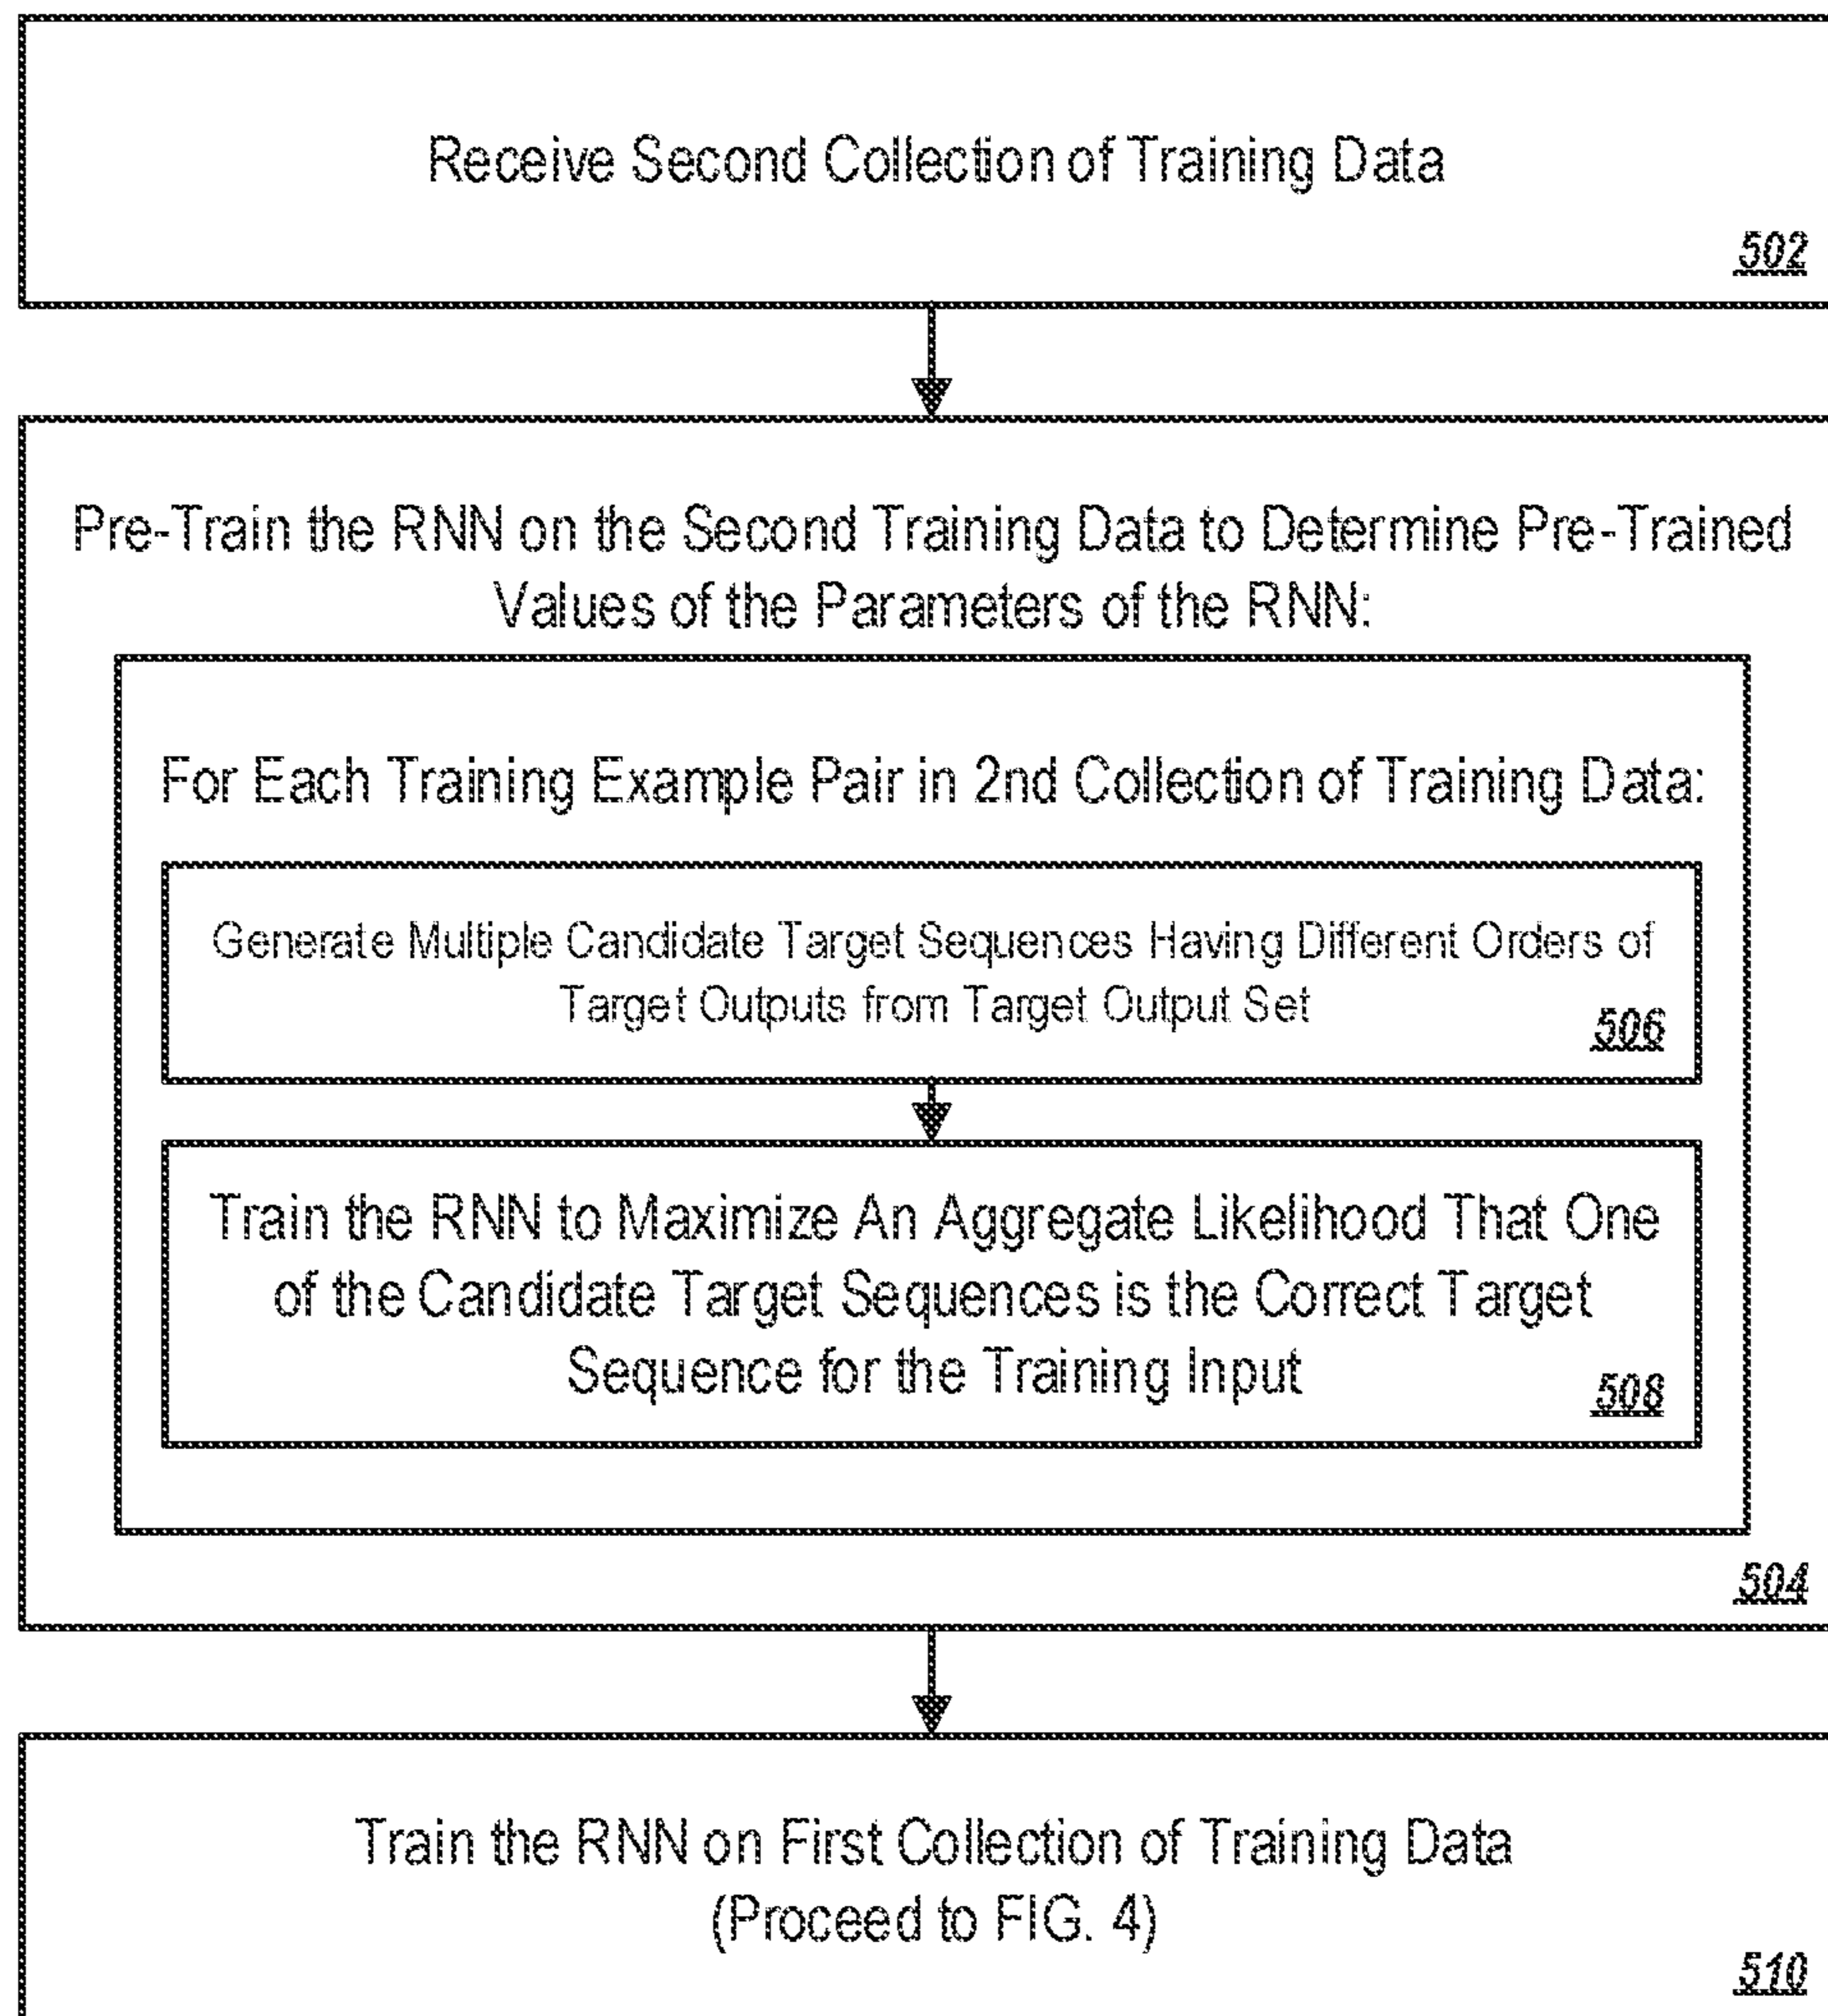 Receive Second Collection of Training Data
502
Pre-Train the RNN on the Second Training Data to Determine Pre-Trained
Values of the Parameters of the RNN:
For Each Training Example Pair in 2nd Collection of Training Data:
Generate Multiple Candidate Target Sequences Having Different Orders of
Target Outputs from Target Output Set
506
Train the RNN to Maximize An Aggregate Likelihood That One
of the Candidate Target Sequences is the Correct Target
Sequence for the Training Input
508
504
Train the RNN on First Collection of Training Data
(Proceed to FIG. 4)
510